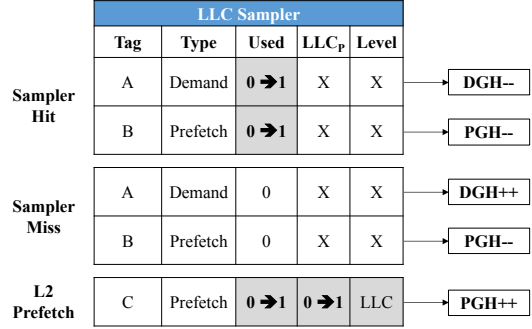 LLC Sampler
Tag Type Used LLCP Level
Sampler Hit
A Demand 0 ➔1 X X DGH--
B Prefetch 0 ➔1 X X PGH--
Sampler Miss
A Demand 0 X X DGH++
B Prefetch 0 X X PGH--
L2 Prefetch
C Prefetch 0 ➔1 0 ➔1 LLC PGH++